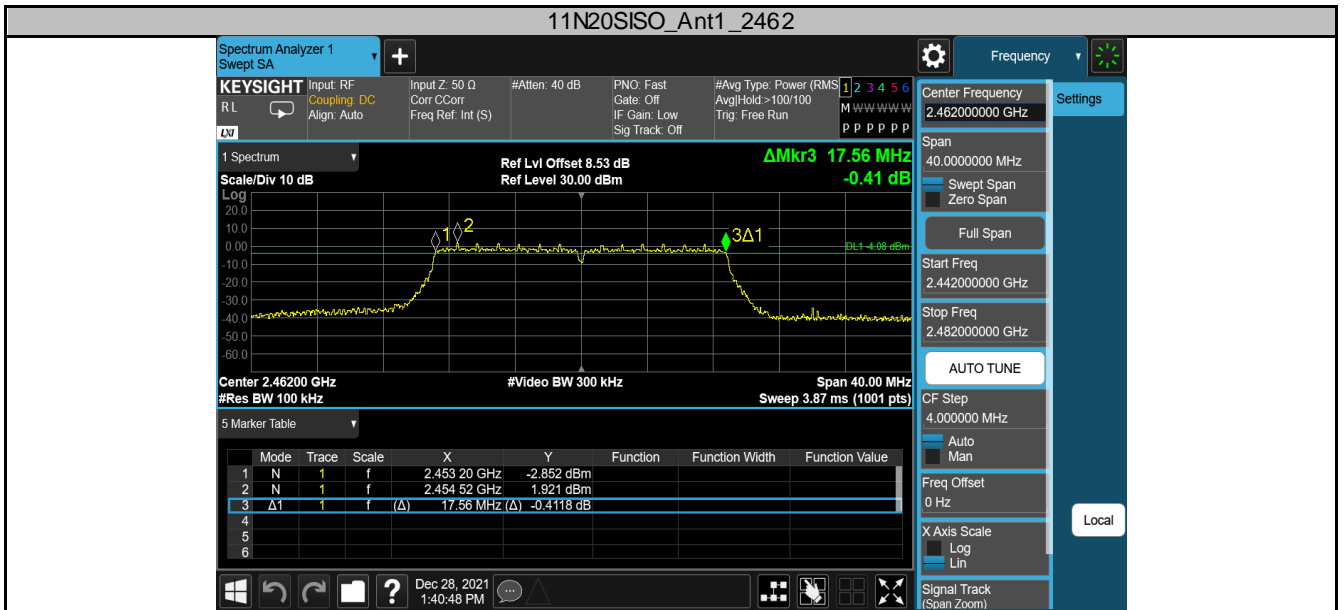 11N20SISO_Ant1_2462
Spectrum Analyzer 1
Swept SA
Frequency
KEYSIGHT
R L
LXI
Input: RF
Coupling: DC
Align: Auto
Input Z: 50 Ω
Corr CCorr
Freq Ref: Int (S)
#Atten: 40 dB
PNO: Fast
Gate: Off
IF Gain: Low
Sig Track: Off
#Avg Type: Power (RMS
Avg|Hold:>100/100
Trig: Free Run
1 2 3 4 5 6
M W W W W W
P P P P P P
Center Frequency
2.462000000 GHz
Settings
Span
40.0000000 MHz
Swept Span
Zero Span
Full Span
Start Freq
2.442000000 GHz
Stop Freq
2.482000000 GHz
AUTO TUNE
CF Step
4.000000 MHz
Auto
Man
Freq Offset
0 Hz
X Axis Scale
Log
Lin
Signal Track
(Span Zoom)
Local
1 Spectrum
Scale/Div 10 dB
Ref Lvl Offset 8.53 dB
Ref Level 30.00 dBm
ΔMkr3 17.56 MHz
-0.41 dB
Log
20.0
10.0
0.00
-10.0
-20.0
-30.0
-40.0
-50.0
-60.0
1
2
3Δ1
DL1 -4.08 dBm
Center 2.46200 GHz
#Video BW 300 kHz
Span 40.00 MHz
#Res BW 100 kHz
Sweep 3.87 ms (1001 pts)
5 Marker Table
Mode Trace Scale X Y Function Function Width Function Value
1 N 1 f 2.453 20 GHz -2.852 dBm
2 N 1 f 2.454 52 GHz 1.921 dBm
3 Δ1 1 f (Δ) 17.56 MHz (Δ) -0.4118 dB
4
5
6
?
Dec 28, 2021
1:40:48 PM